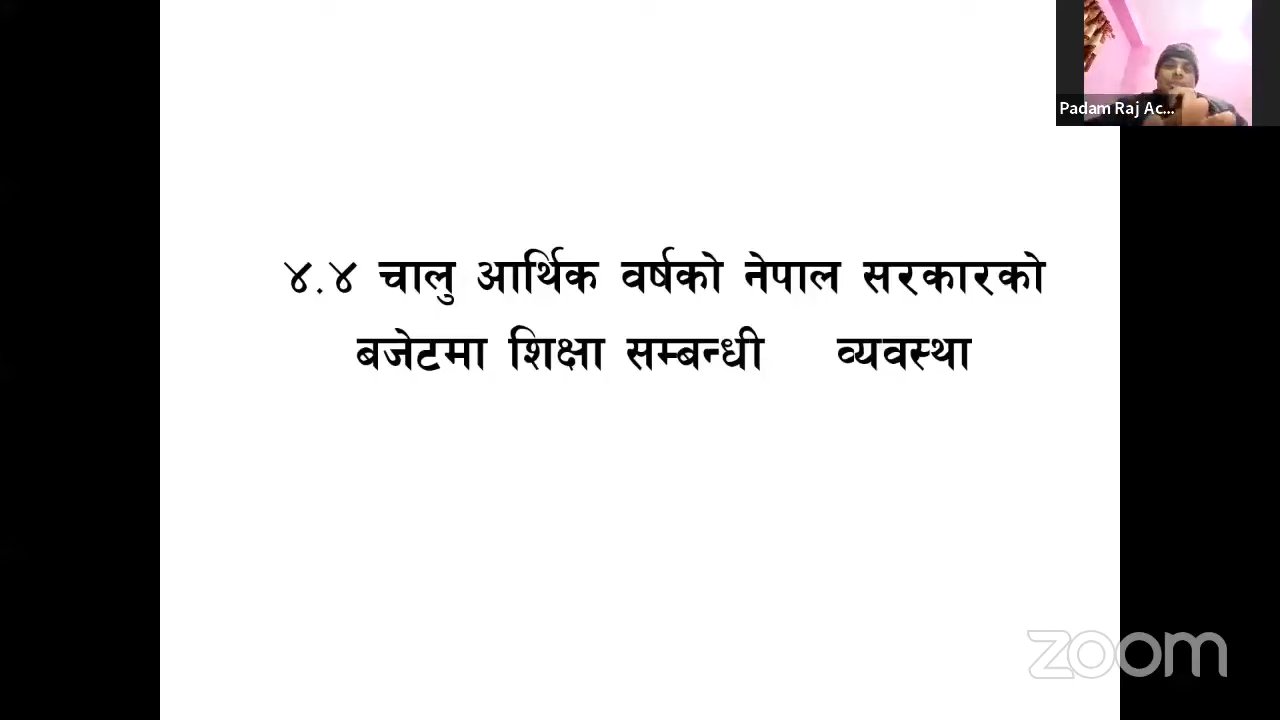 Padam Raj Ac...
४.४ चालु आर्थिक वर्षको नेपाल सरकारको
बजेटमा शिक्षा सम्बन्धी व्यवस्था
zoom